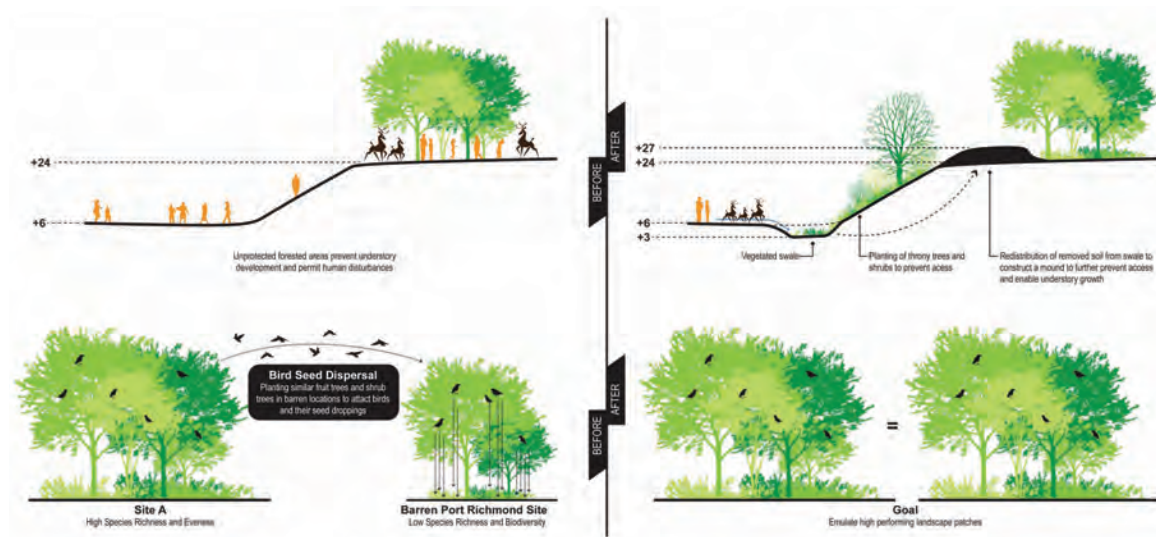 +24
+6
Unprotected forested areas prevent understory
development and permit human disturbances
BEFORE
AFTER
+27
+24
+6
+3
Vegetated swale
Planting of throny trees and
shrubs to prevent acess
Redistribution of removed soil from swale to
construct a mound to further prevent access
and enable understory growth
Bird Seed Dispersal
Planting similar fruit trees and shrub
trees in barren locations to attact birds
and their seed droppings
Site A
High Species Richness and Eveness
Barren Port Richmond Site
Low Species Richness and Biodiversity
BEFORE
AFTER
=
Goal
Emulate high performing landscape patches